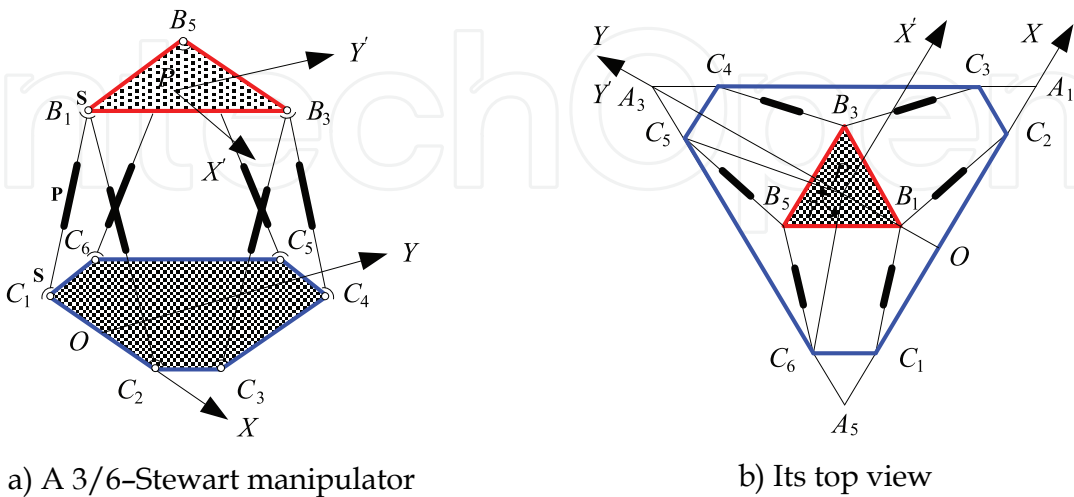 B5
P
Y′
S
B1
B3
X′
P
C6
C5
S
C1
C4
Y
O
C2
C3
X
a) A 3/6–Stewart manipulator
X′
X
Y
C4
C3
Y′
A3
A1
B3
C5
C2
B5
B1
O
C6
C1
A5
b) Its top view
ntechOpen